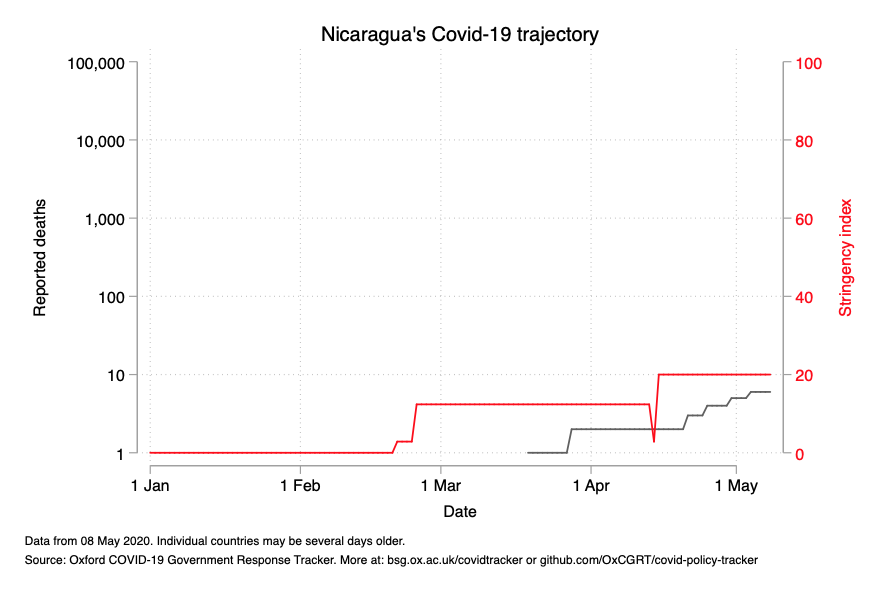 Nicaragua's Covid-19 trajectory
100,000
10,000
1,000
100
10
1
Reported deaths
100
80
60
40
20
0
Stringency index
1 Jan
1 Feb
1 Mar
1 Apr
1 May
Date
Data from 08 May 2020. Individual countries may be several days older.
Source: Oxford COVID-19 Government Response Tracker. More at: bsg.ox.ac.uk/covidtracker or github.com/OxCGRT/covid-policy-tracker